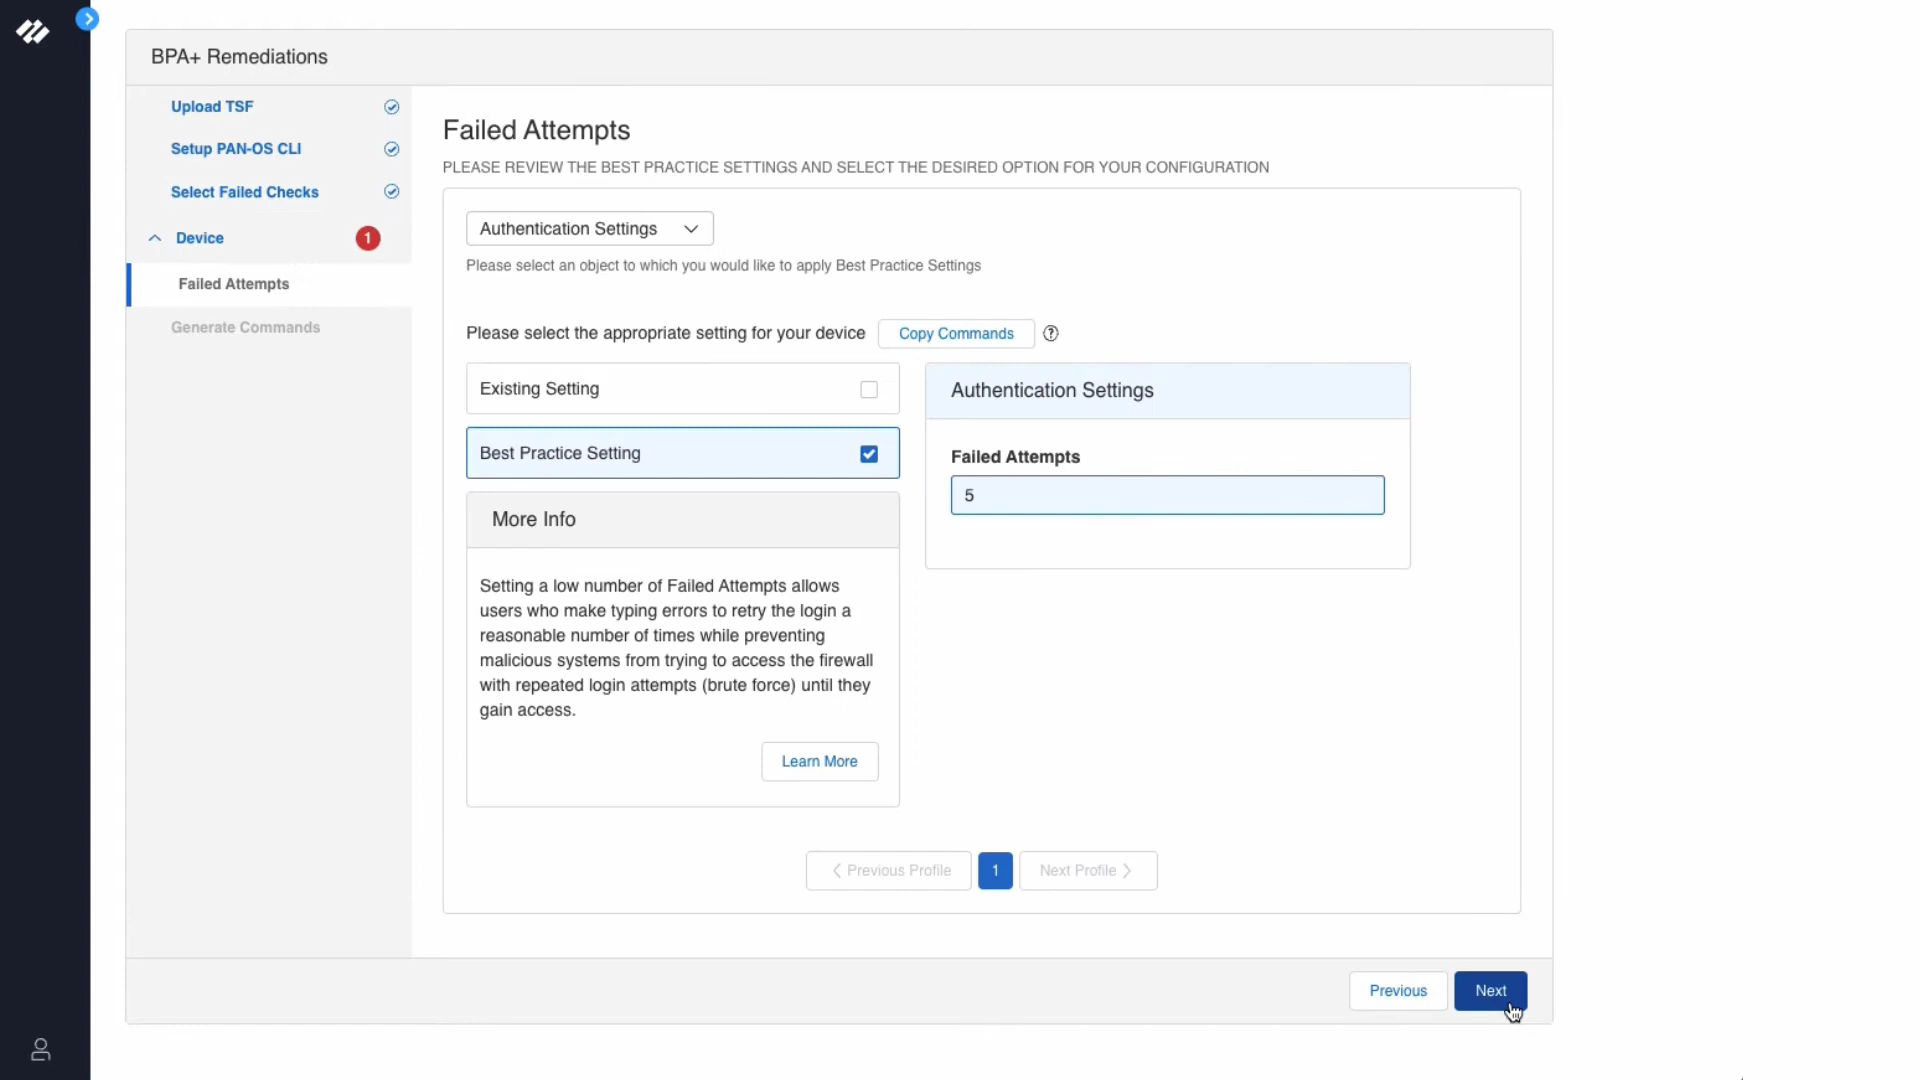 BPA+ Remediations
Upload TSF
Setup PAN-OS CLI
Select Failed Checks
Device
1
Failed Attempts
Generate Commands
Failed Attempts
PLEASE REVIEW THE BEST PRACTICE SETTINGS AND SELECT THE DESIRED OPTION FOR YOUR CONFIGURATION
Authentication Settings
Please select an object to which you would like to apply Best Practice Settings
Please select the appropriate setting for your device
Copy Commands
?
Existing Setting
Best Practice Setting
More Info
Setting a low number of Failed Attempts allows
users who make typing errors to retry the login a
reasonable number of times while preventing
malicious systems from trying to access the firewall
with repeated login attempts (brute force) until they
gain access.
Learn More
Authentication Settings
Failed Attempts
5
Previous Profile
1
Next Profile
Previous
Next